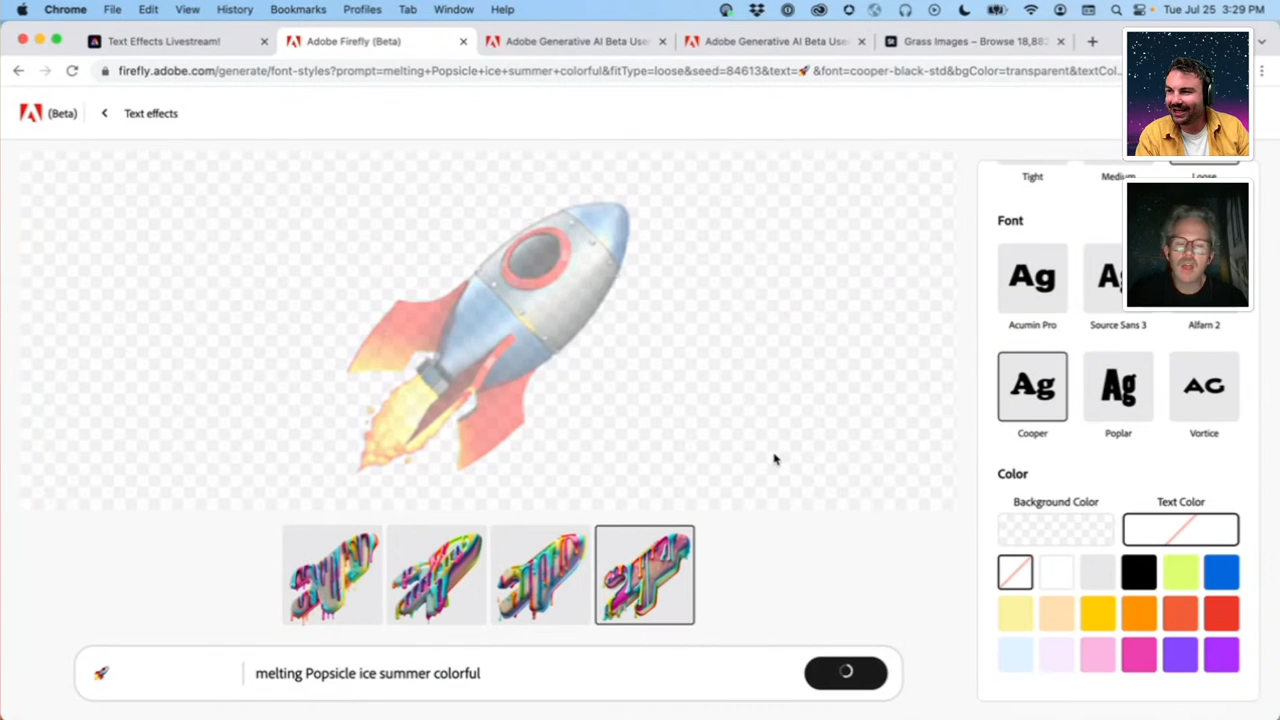 Chrome File Edit View History Bookmarks Profiles Tab Window Help Tue Jul 25 3:29 PM
Text Effects Livestream!
Adobe Firefly (Beta)
Adobe Generative AI Beta Use
Adobe Generative AI Beta Use
St Grass Images – Browse 18,88
firefly.adobe.com/generate/font-styles?prompt=melting+Popsicle+ice+summer+colorful&fitType=loose&seed=84613&text=🚀&font=cooper-black-std&bgColor=transparent&textCol...
(Beta) Text effects
Tight Medium Loose
Font
Ag
Acumin Pro
Source Sans 3
Alfarn 2
Ag
Cooper
Ag
Poplar
AG
Vortice
Color
Background Color Text Color
🚀 melting Popsicle ice summer colorful